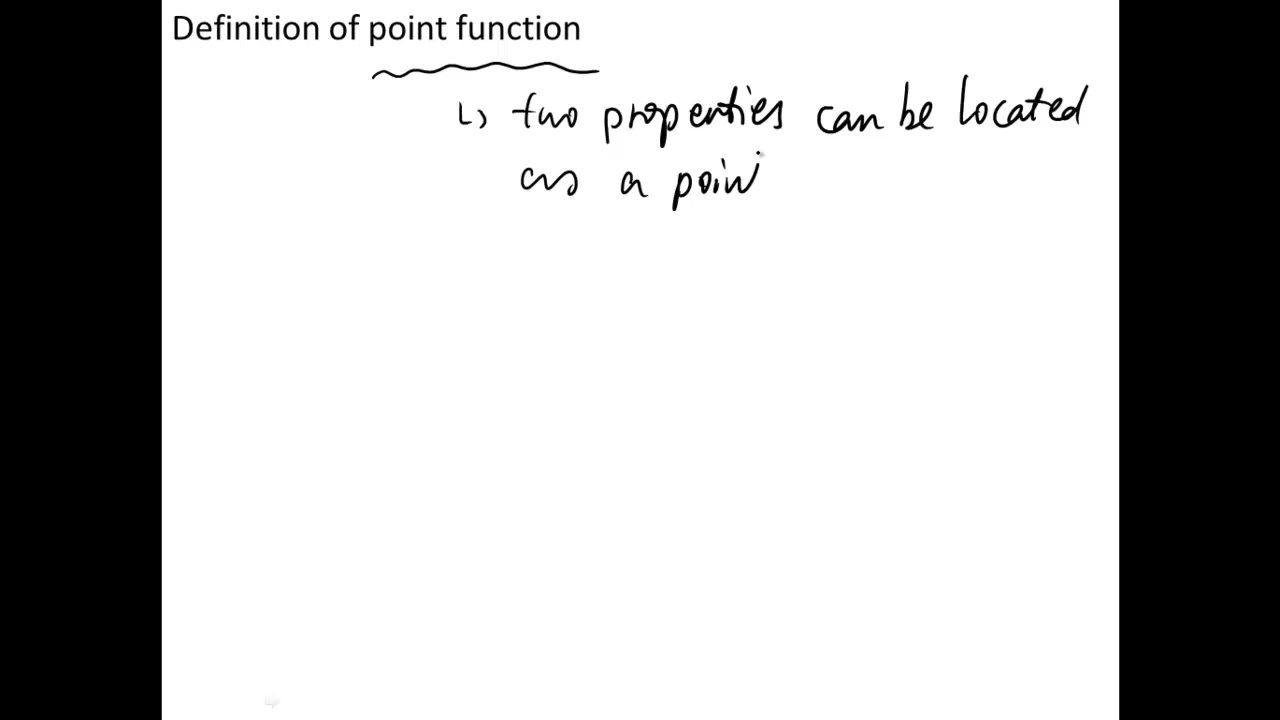 Definition of point function
↳ two properties can be located
as a poin